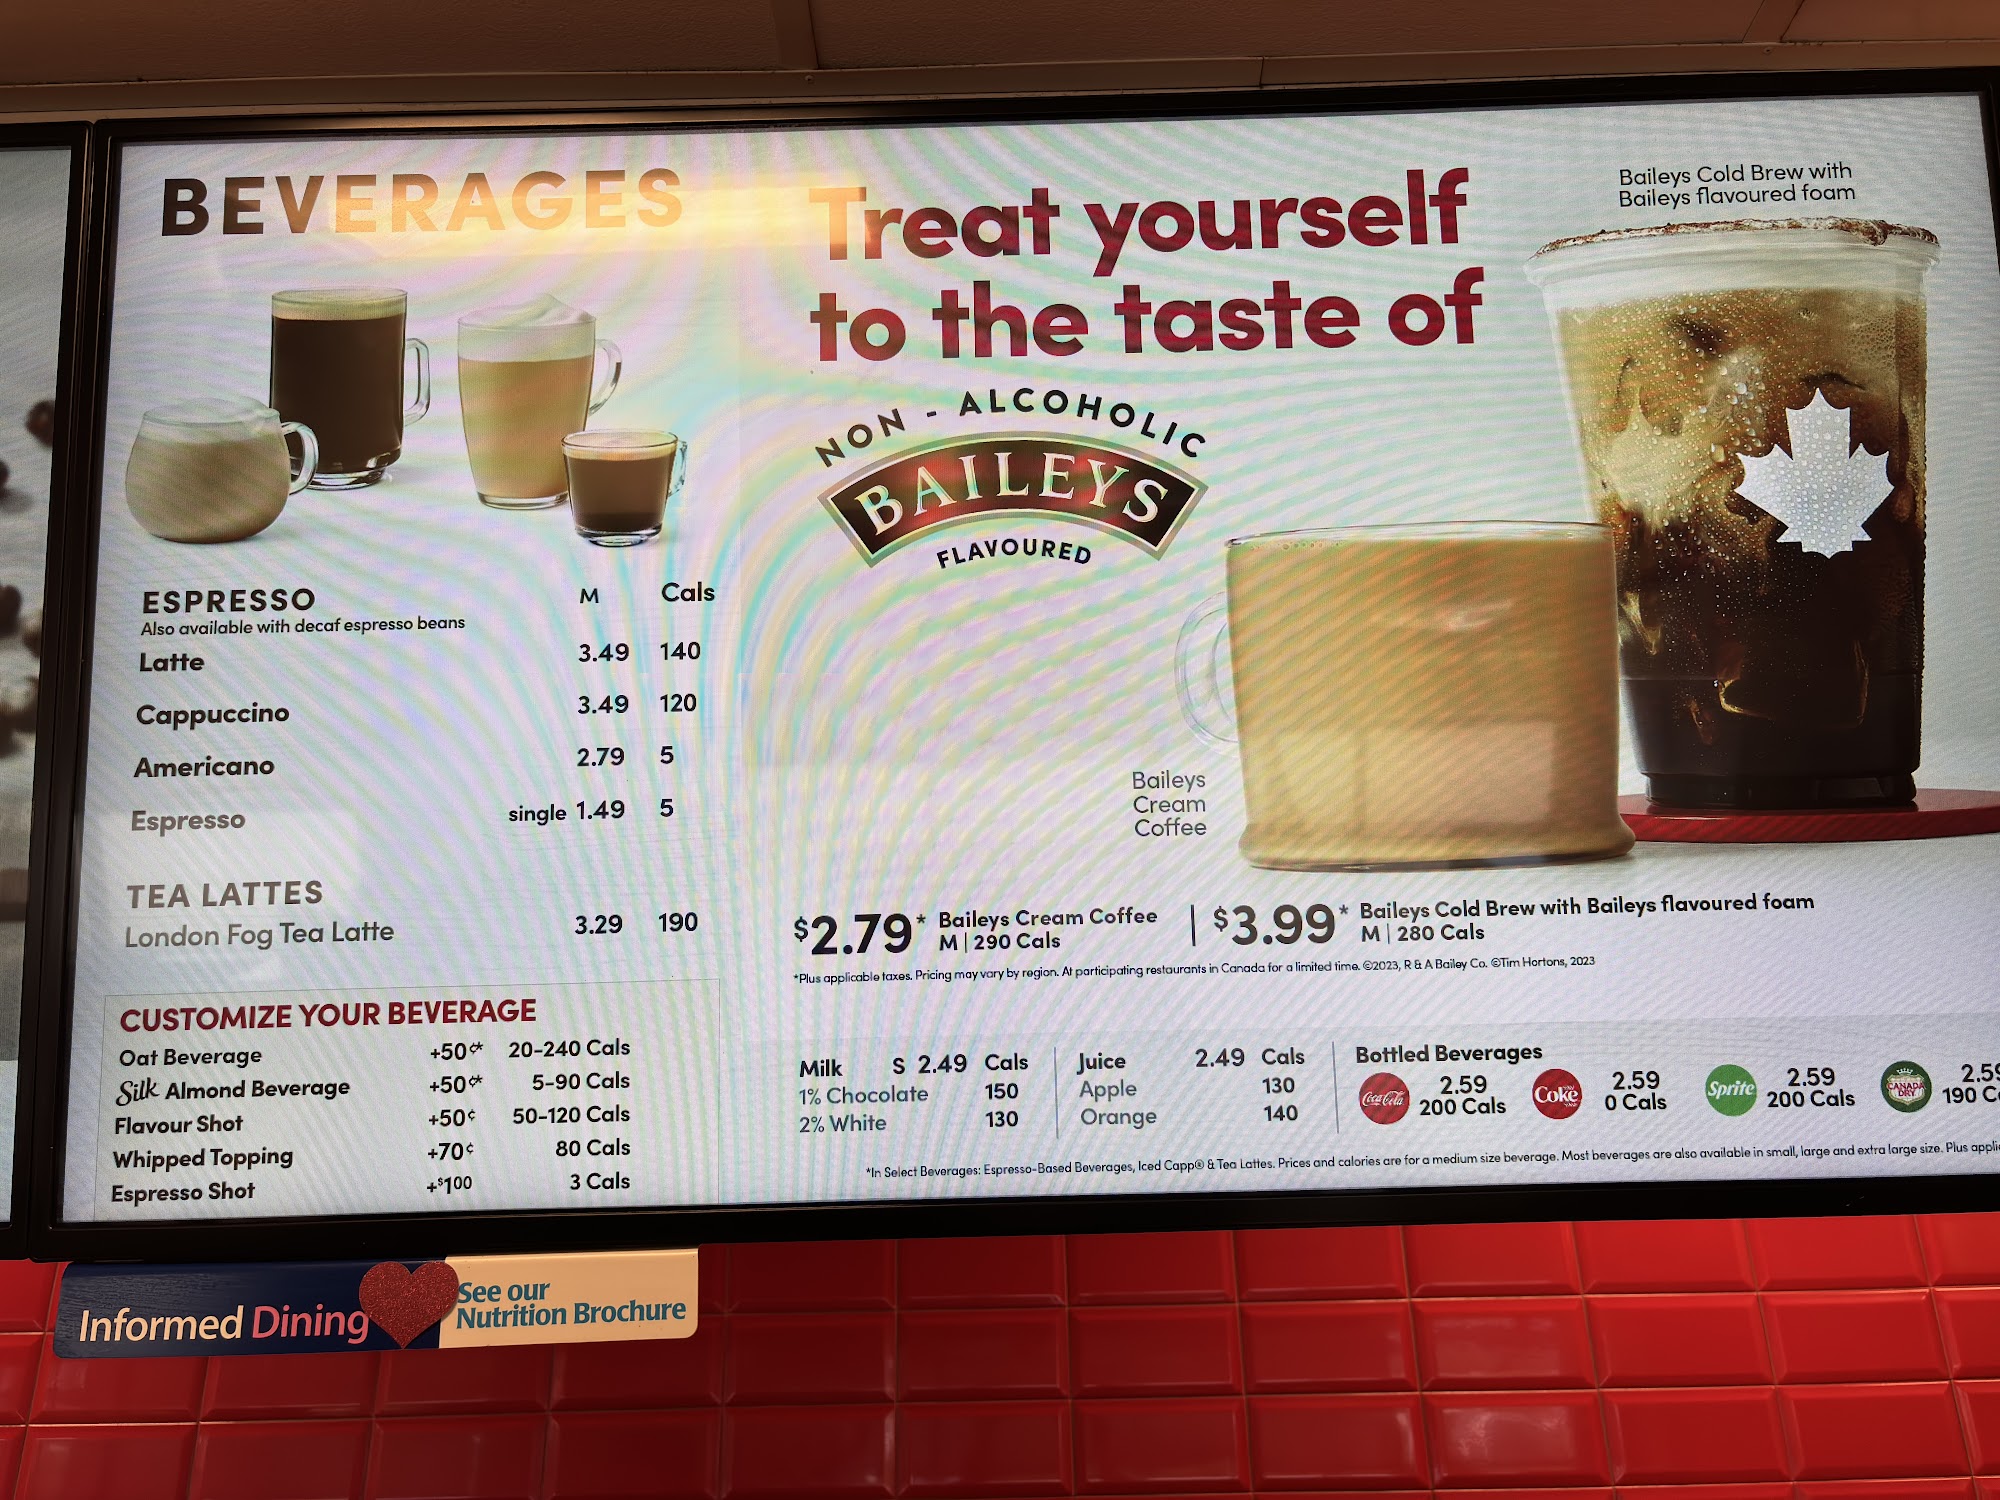 BEVERAGES
ESPRESSO M Cals
Also available with decaf espresso beans
Latte 3.49 140
Cappuccino 3.49 120
Americano 2.79 5
Espresso single 1.49 5
TEA LATTES
London Fog Tea Latte 3.29 190
CUSTOMIZE YOUR BEVERAGE
Oat Beverage +50¢* 20-240 Cals
Silk Almond Beverage +50¢* 5-90 Cals
Flavour Shot +50¢ 50-120 Cals
Whipped Topping +70¢ 80 Cals
Espresso Shot +$100 3 Cals
Treat yourself
to the taste of
NON - ALCOHOLIC
BAILEYS
FLAVOURED
Baileys Cold Brew with
Baileys flavoured foam
Baileys
Cream
Coffee
$2.79* Baileys Cream Coffee
M | 290 Cals
$3.99* Baileys Cold Brew with Baileys flavoured foam
M | 280 Cals
*Plus applicable taxes. Pricing may vary by region. At participating restaurants in Canada for a limited time. ©2023, R & A Bailey Co. ©Tim Hortons, 2023
Milk S 2.49 Cals
1% Chocolate 150
2% White 130
Juice 2.49 Cals
Apple 130
Orange 140
Bottled Beverages
Coca-Cola 2.59
200 Cals
Coke 2.59
0 Cals
Sprite 2.59
200 Cals
CANADA DRY 2.59
190 C
*In Select Beverages: Espresso-Based Beverages, Iced Capp® & Tea Lattes. Prices and calories are for a medium size beverage. Most beverages are also available in small, large and extra large size. Plus appli
Informed Dining
See our
Nutrition Brochure